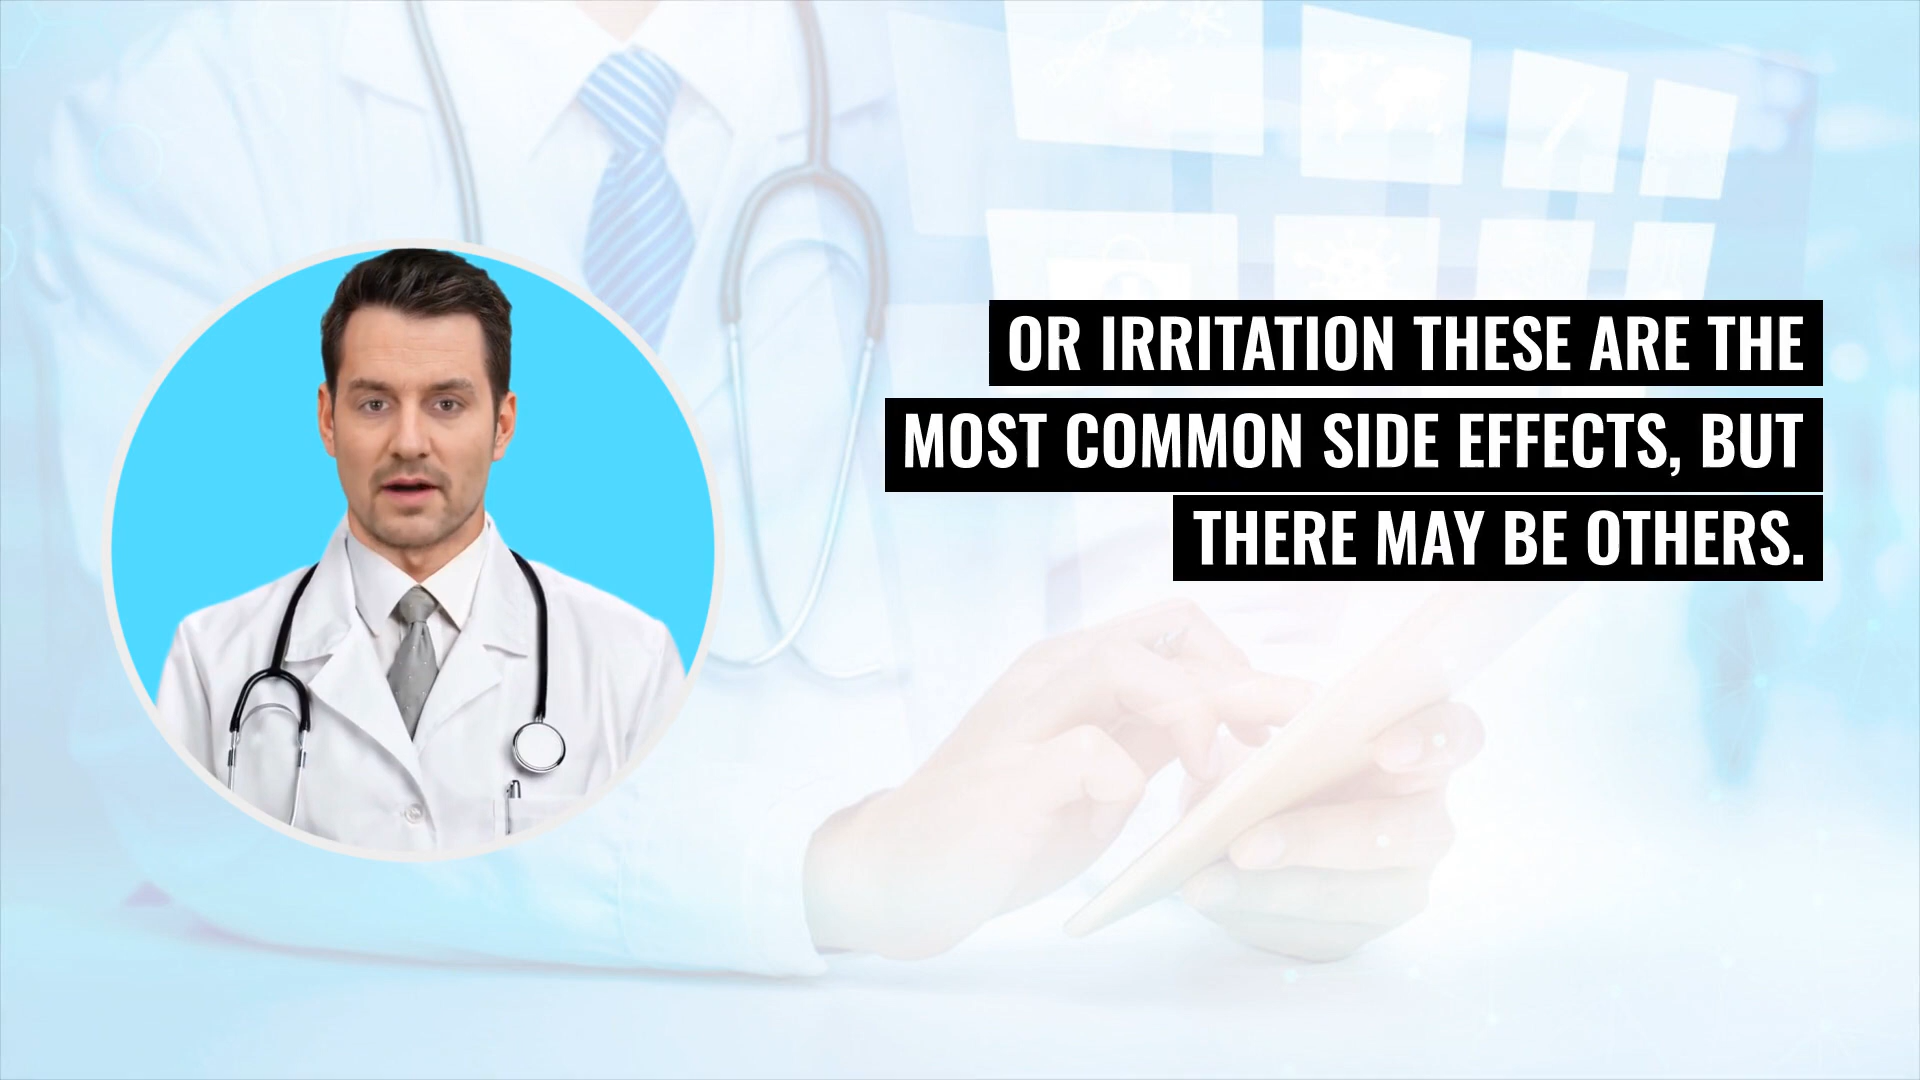 OR IRRITATION THESE ARE THE
MOST COMMON SIDE EFFECTS, BUT
THERE MAY BE OTHERS.